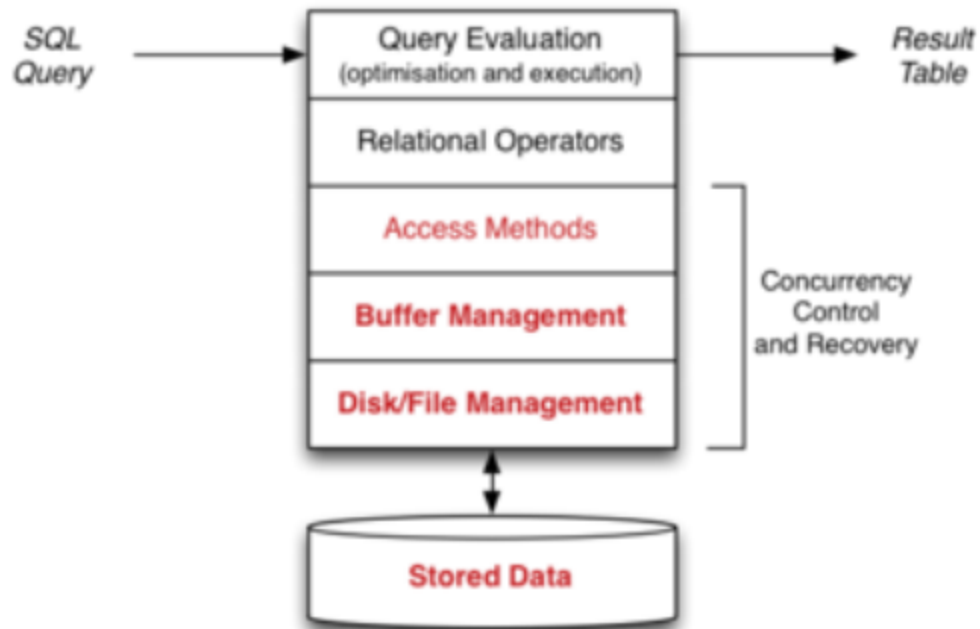 SQL
Query
Query Evaluation
(optimisation and execution)
Result
Table
Relational Operators
Access Methods
Buffer Management
Disk/File Management
Concurrency
Control
and Recovery
Stored Data